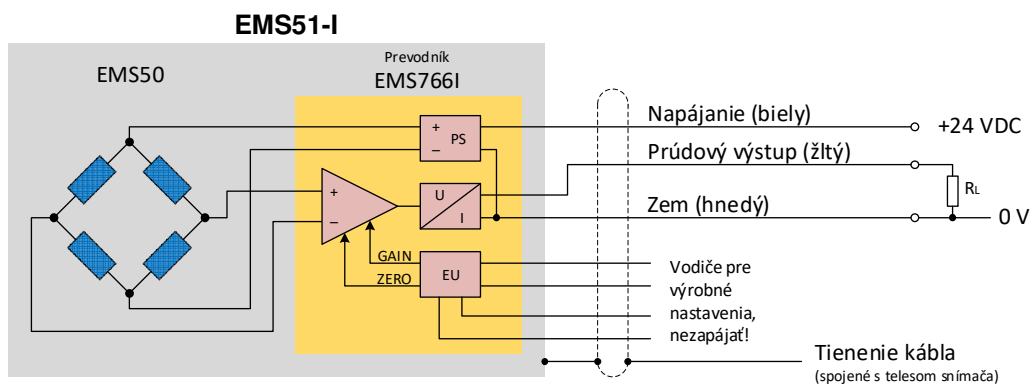 EMS51-I
Prevodník
EMS50
EMS766I
Napájanie (biely)
+24 VDC
+
PS
−
Prúdový výstup (žltý)
RL
+
U
−
I
Zem (hnedý)
0 V
GAIN
EU
ZERO
Vodiče pre
výrobné
nastavenia,
nezapájať!
Tienenie kábla
(spojené s telesom snímača)